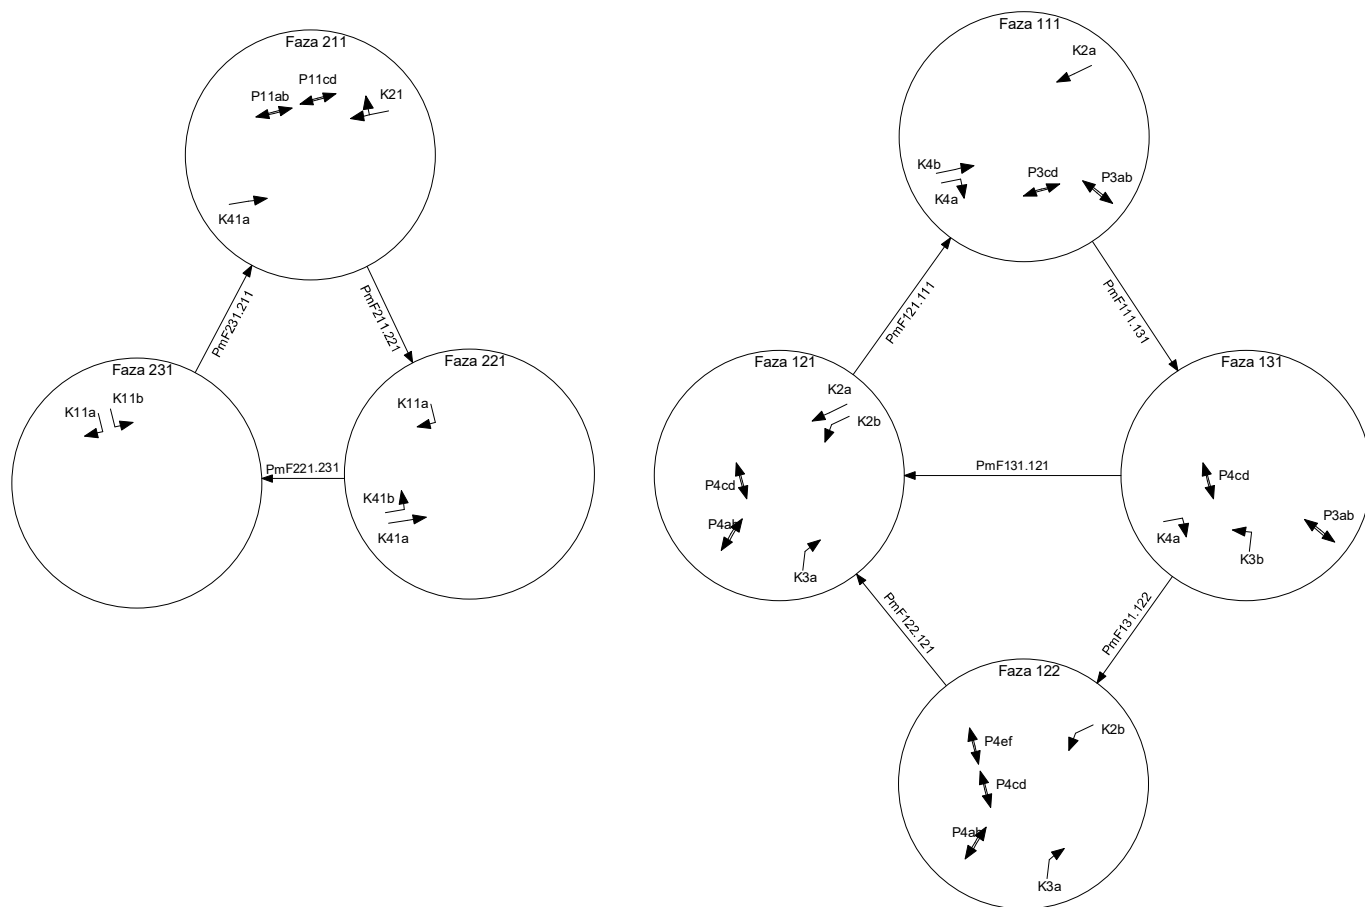 Faza 211
P11cd
P11ab
K21
K41a
PmF231.211
PmF211.221
Faza 231
K11a
K11b
PmF221.231
Faza 221
K11a
K41b
K41a
Faza 111
K2a
K4b
K4a
P3cd
P3ab
PmF121.111
PmF111.131
Faza 121
K2a
K2b
P4cd
P4ab
K3a
PmF131.121
Faza 131
P4cd
K4a
K3b
P3ab
PmF122.121
PmF131.122
Faza 122
K2b
P4ef
P4cd
P4ab
K3a